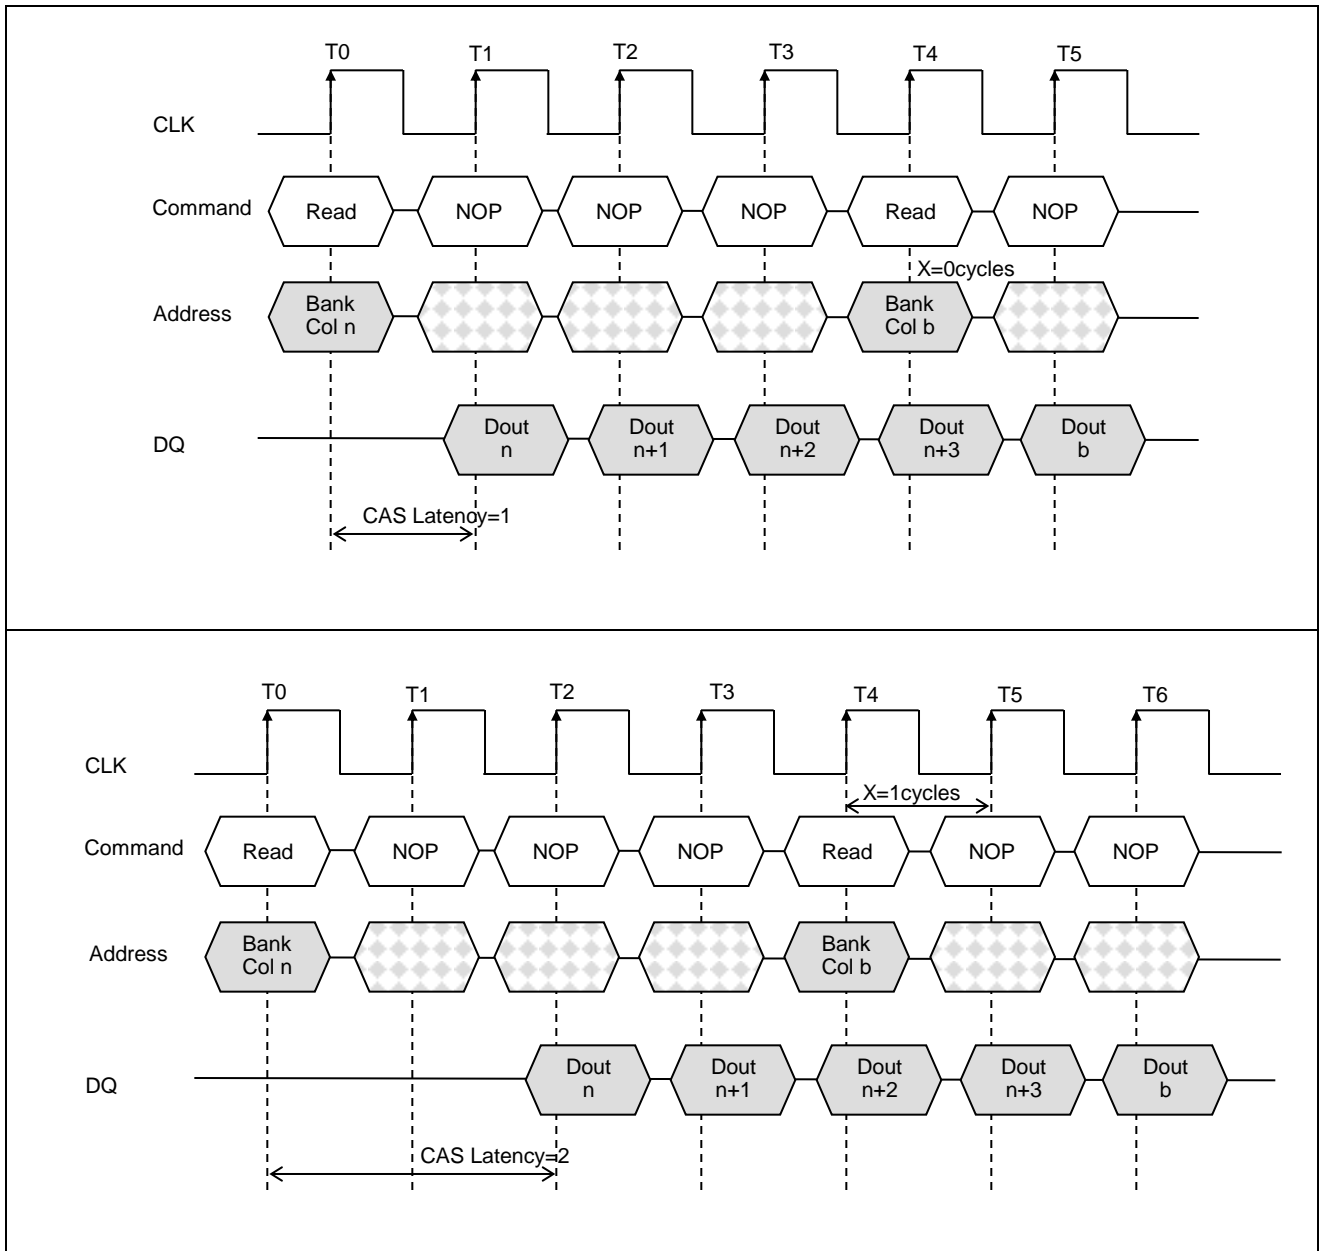 T0 T1 T2 T3 T4 T5
CLK
Command Read NOP NOP NOP Read NOP
X=0cycles
Address Bank Bank
Col n Col b
Dout Dout Dout Dout Dout
DQ n n+1 n+2 n+3 b
CAS Latency=1
T0 T1 T2 T3 T4 T5 T6
CLK
X=1cycles
Command Read NOP NOP NOP Read NOP NOP
Address Bank Bank
Col n Col b
Dout Dout Dout Dout Dout
DQ n n+1 n+2 n+3 b
CAS Latency=2